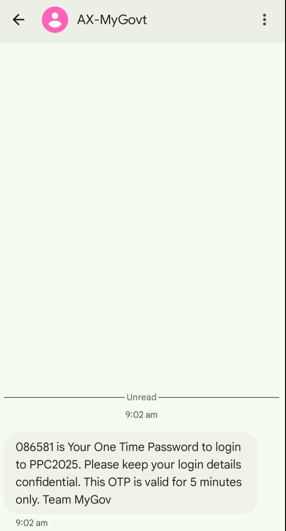 AX-MyGovt
Unread
9:02 am
086581 is Your One Time Password to login
to PPC2025. Please keep your login details
confidential. This OTP is valid for 5 minutes
only. Team MyGov
9:02 am